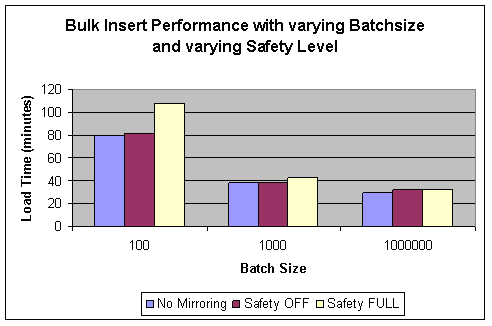 Bulk Insert Performance with varying Batchsize
and varying Safety Level
Load Time (minutes)
120
100
80
60
40
20
0
100 1000 1000000
Batch Size
No Mirroring Safety OFF Safety FULL